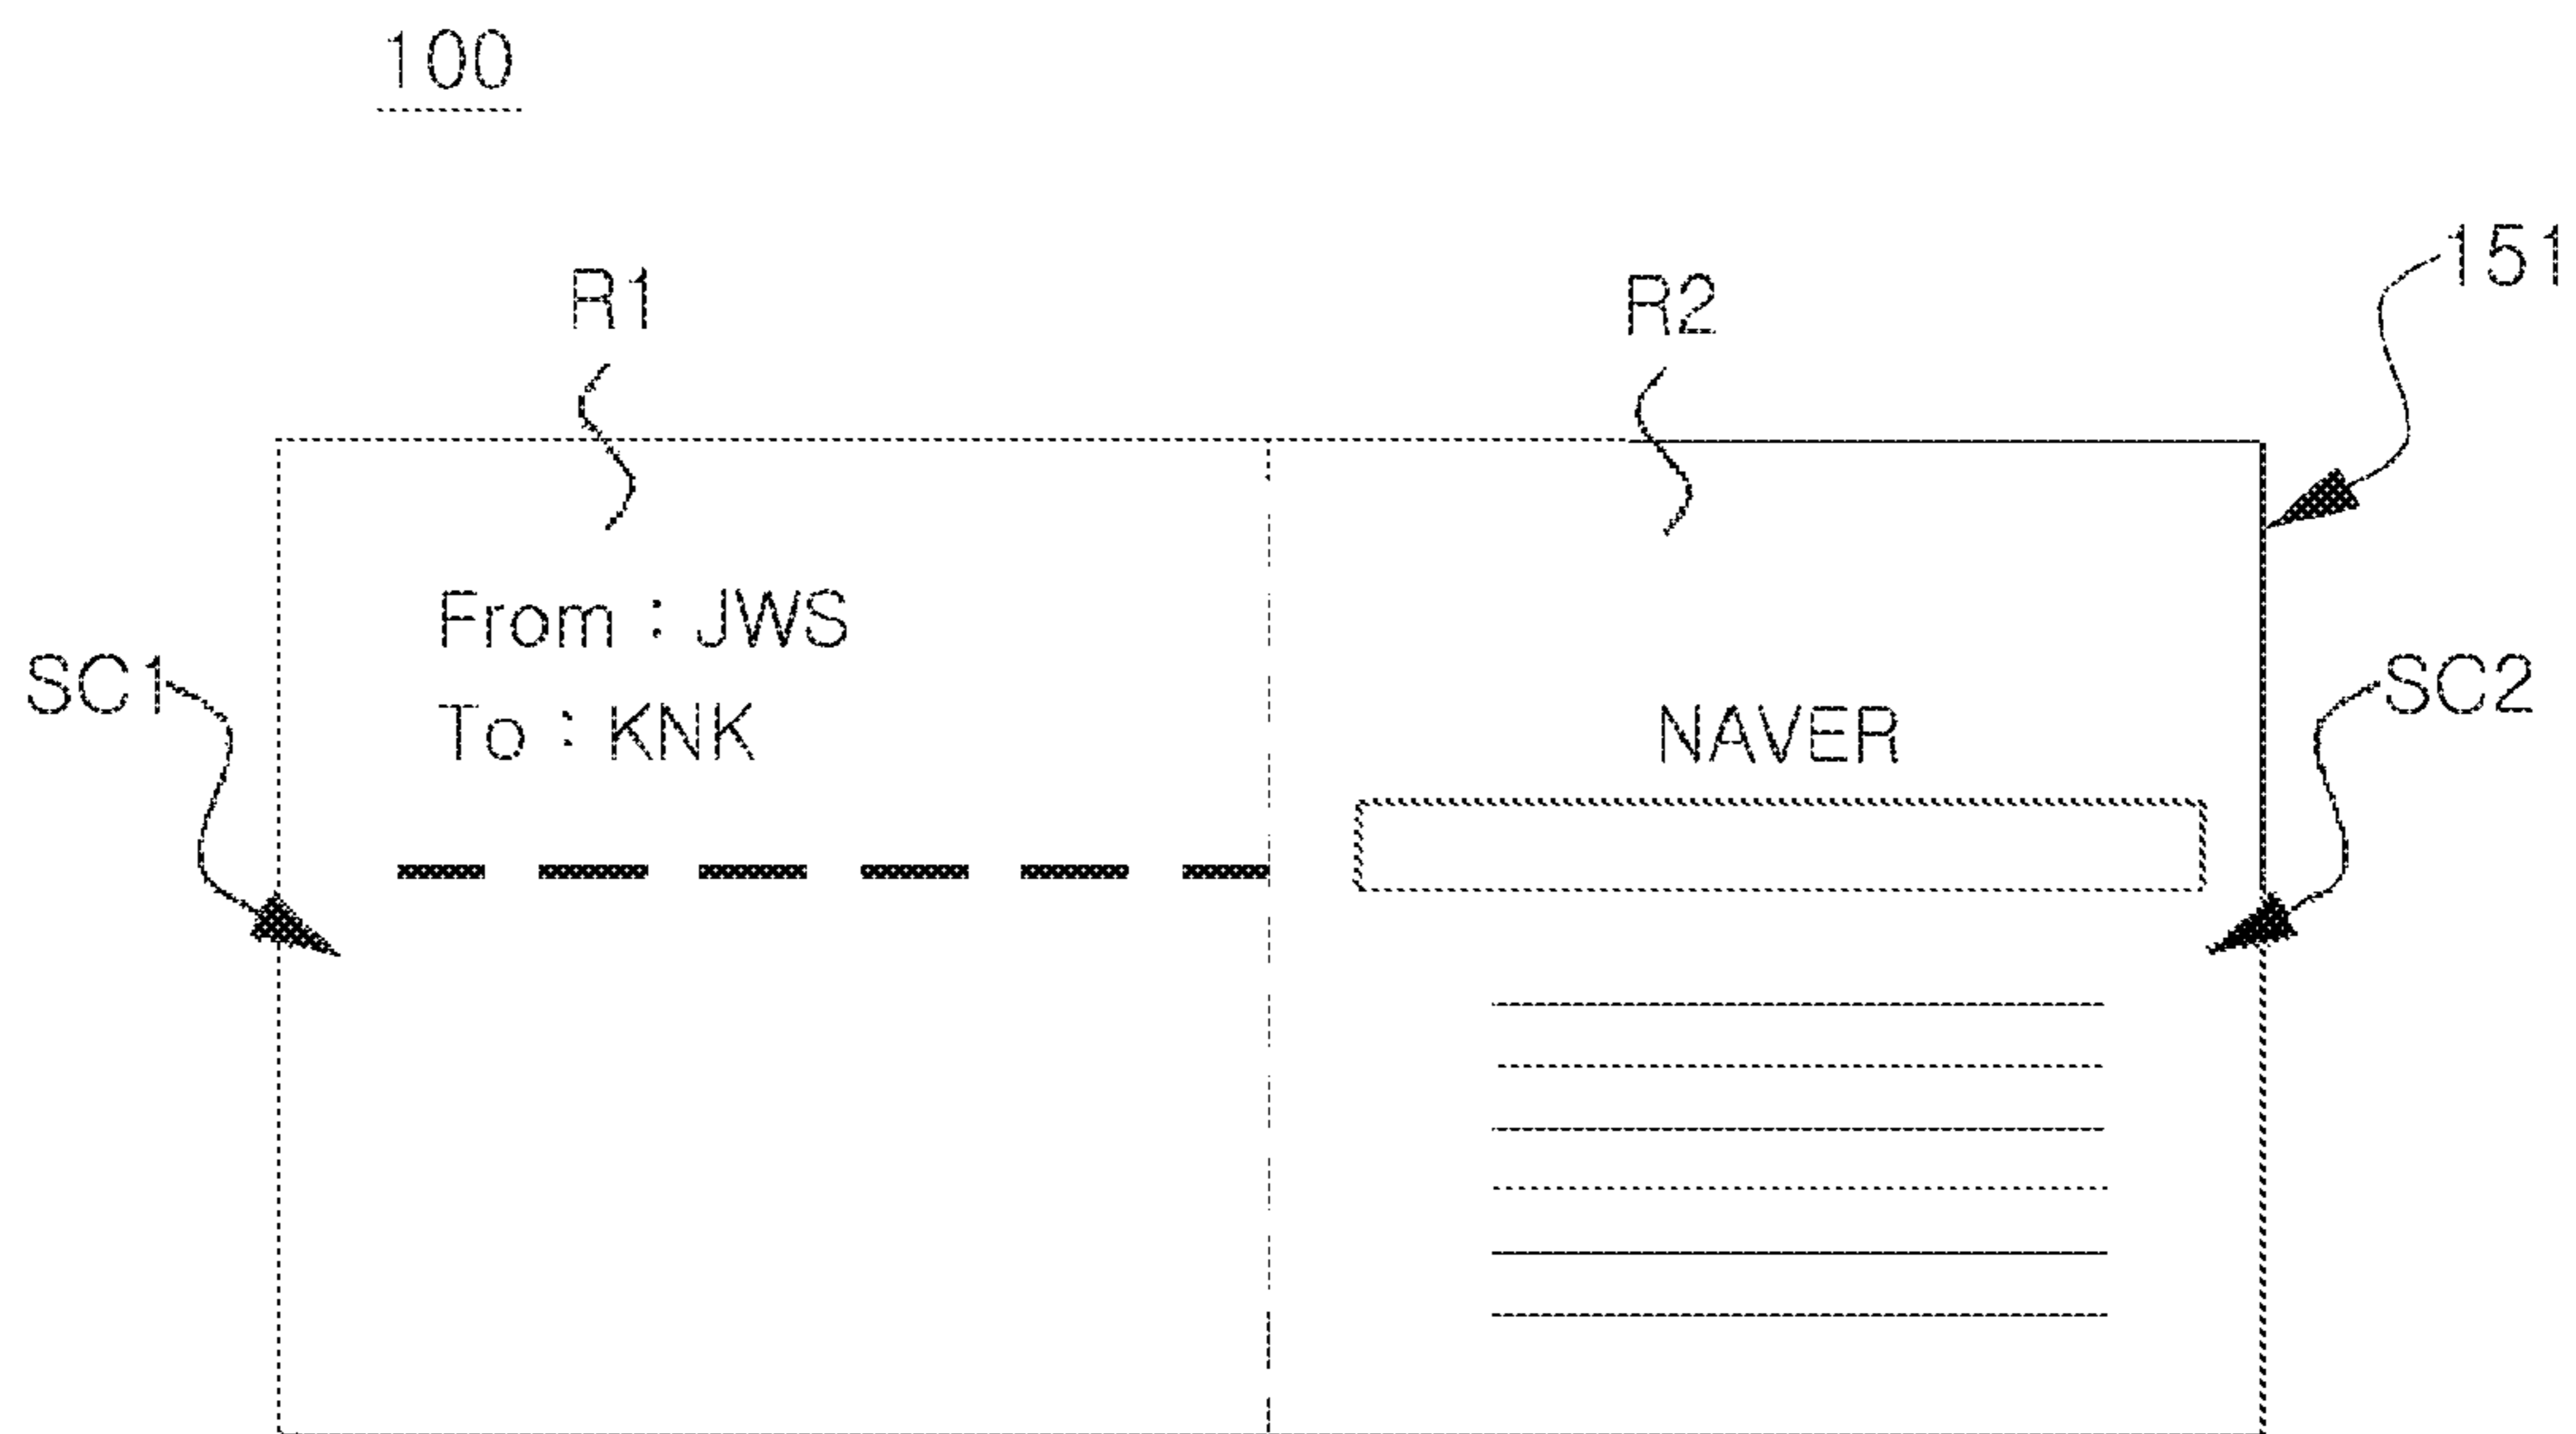 100
R1
R2
151
From : JWS
SC1
SC2
To : KNK
NAVER